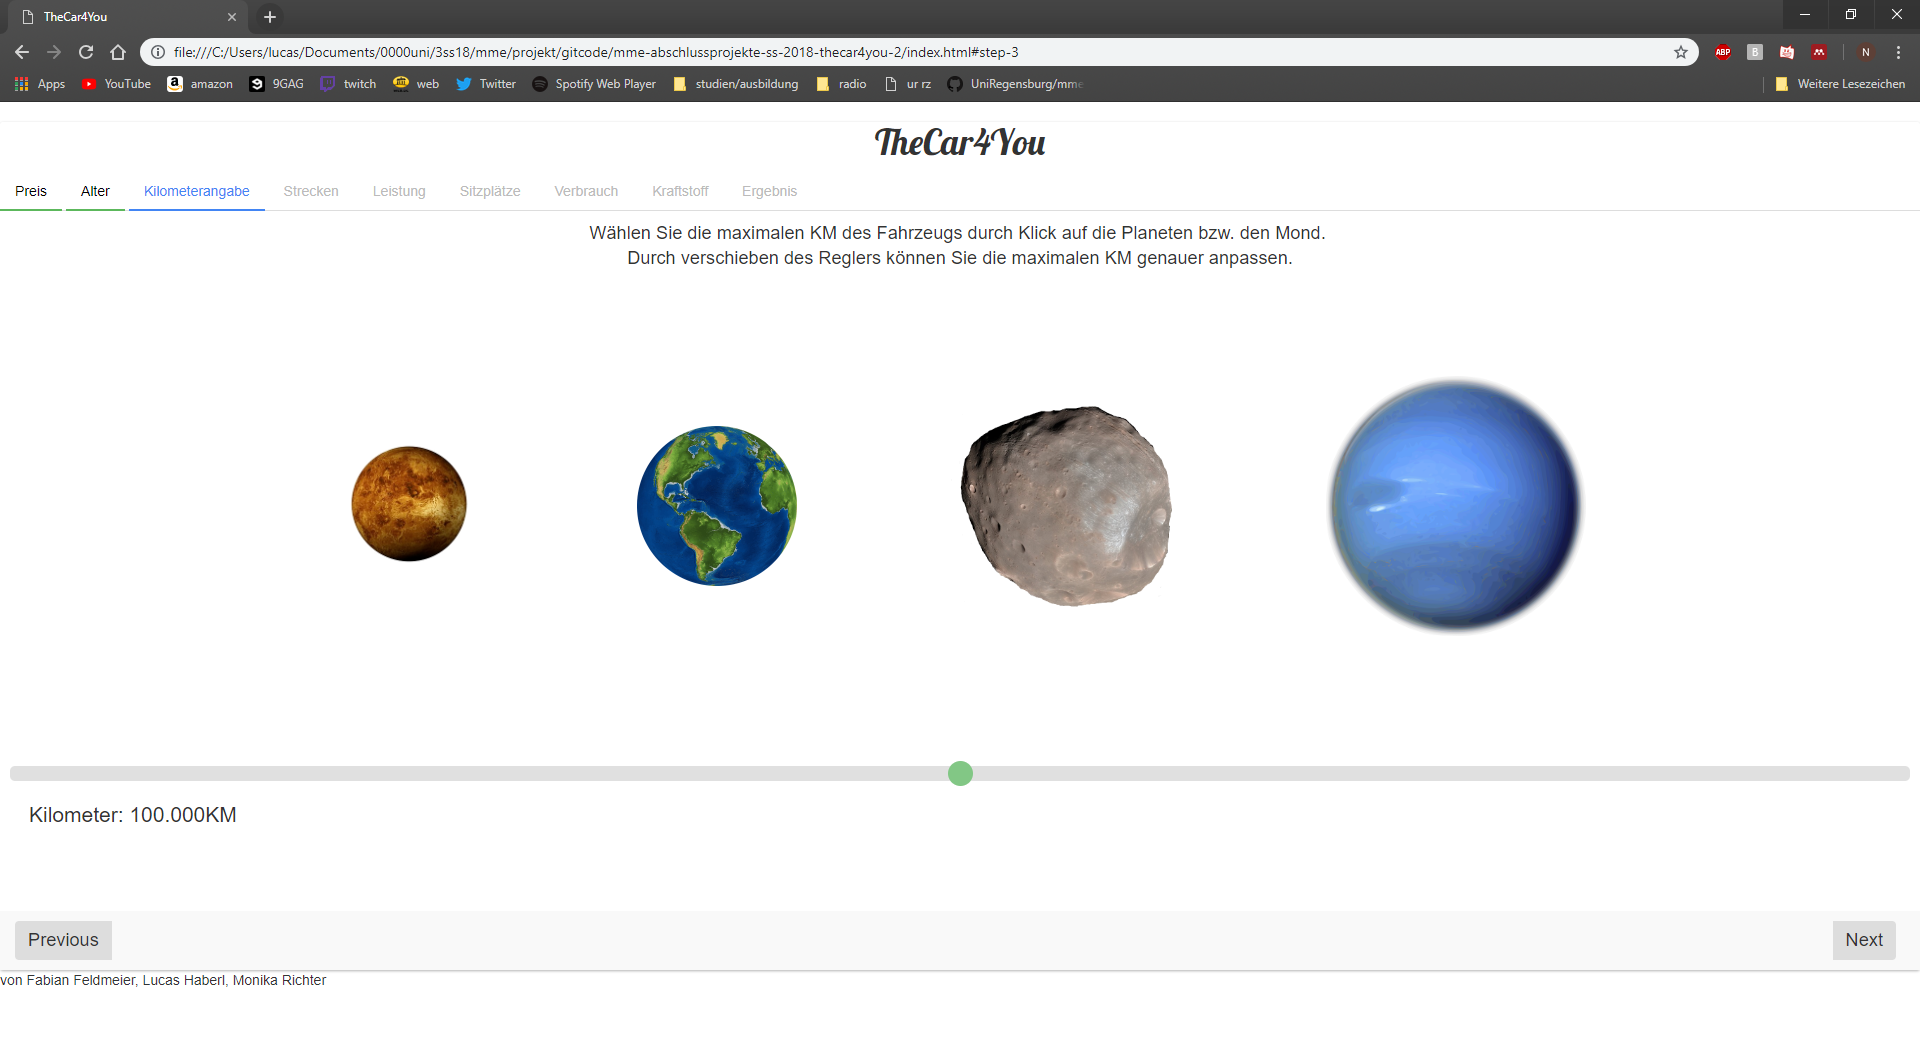 TheCar4You
file:///C:/Users/lucas/Documents/0000uni/3ss18/mme/projekt/gitcode/mme-abschlussprojekte-ss-2018-thecar4you-2/index.html#step-3
ABP B N
Apps YouTube amazon 9GAG twitch web Twitter Spotify Web Player studien/ausbildung radio ur rz UniRegensburg/mme Weitere Lesezeichen
TheCar4You
Preis Alter Kilometerangabe Strecken Leistung Sitzplätze Verbrauch Kraftstoff Ergebnis
Wählen Sie die maximalen KM des Fahrzeugs durch Klick auf die Planeten bzw. den Mond.
Durch verschieben des Reglers können Sie die maximalen KM genauer anpassen.
Kilometer: 100.000KM
Previous Next
von Fabian Feldmeier, Lucas Haberl, Monika Richter